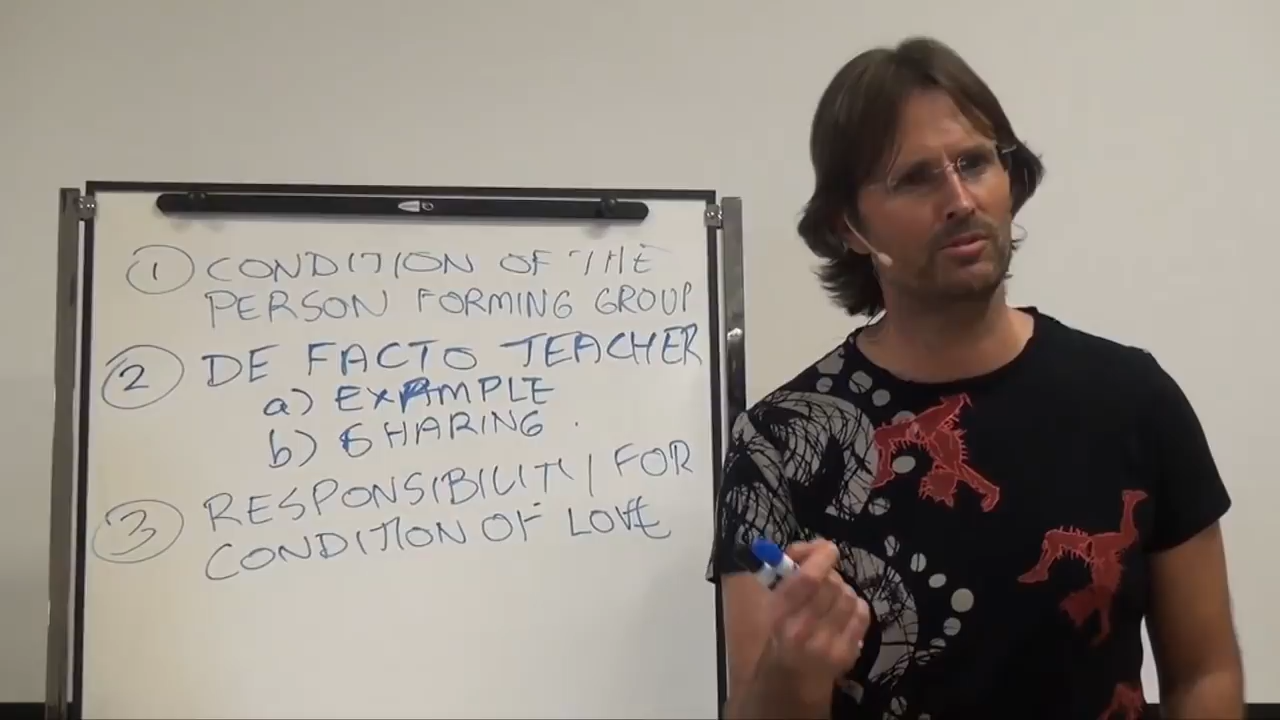 1 CONDITION OF THE
PERSON FORMING GROUP
2 DE FACTO TEACHER
a) EXAMPLE
b) SHARING.
3 RESPONSIBILITY FOR
CONDITION OF LOVE